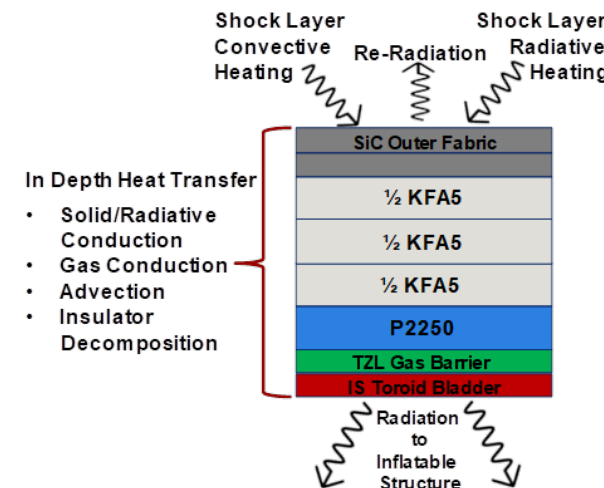 Shock Layer
Convective
Heating
Re-Radiation
Shock Layer
Radiative
Heating
SiC Outer Fabric
½ KFA5
½ KFA5
½ KFA5
P2250
TZL Gas Barrier
IS Toroid Bladder
In Depth Heat Transfer
• Solid/Radiative
Conduction
• Gas Conduction
• Advection
• Insulator
Decomposition
Radiation
to
Inflatable
Structure